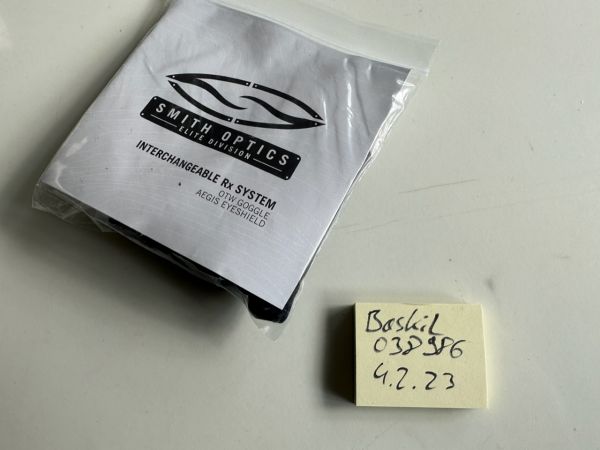 SMITH OPTICS
ELITE DIVISION
INTERCHANGEABLE Rx SYSTEM
OTW GOGGLE
AEGIS EYESHIELD
BaskiL
038986
4.2.23